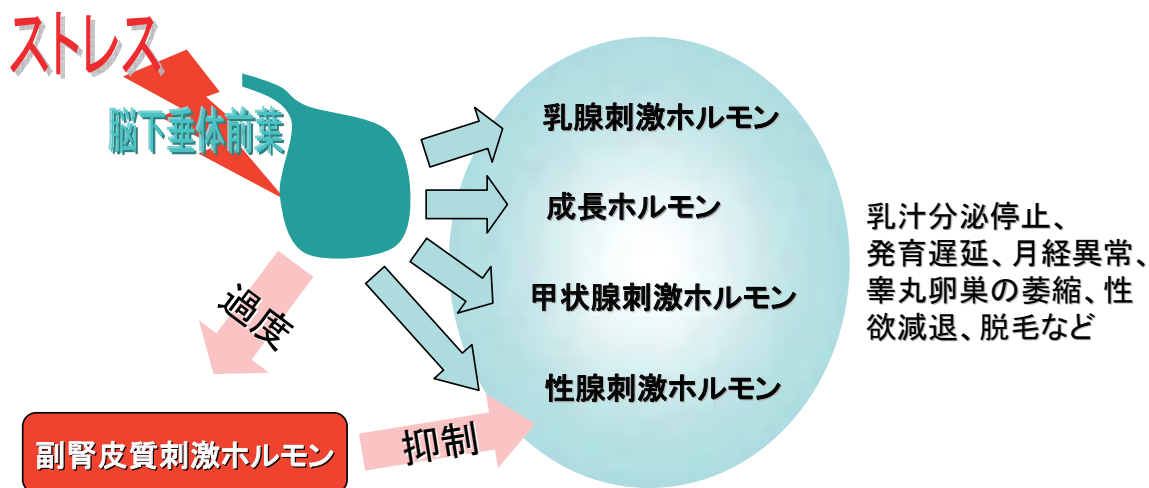 ストレス
脳下垂体前葉
乳腺刺激ホルモン
成長ホルモン
甲状腺刺激ホルモン
性腺刺激ホルモン
乳汁分泌停止、
発育遅延、月経異常、
睾丸卵巣の萎縮、性
欲減退、脱毛など
過度
副腎皮質刺激ホルモン
抑制